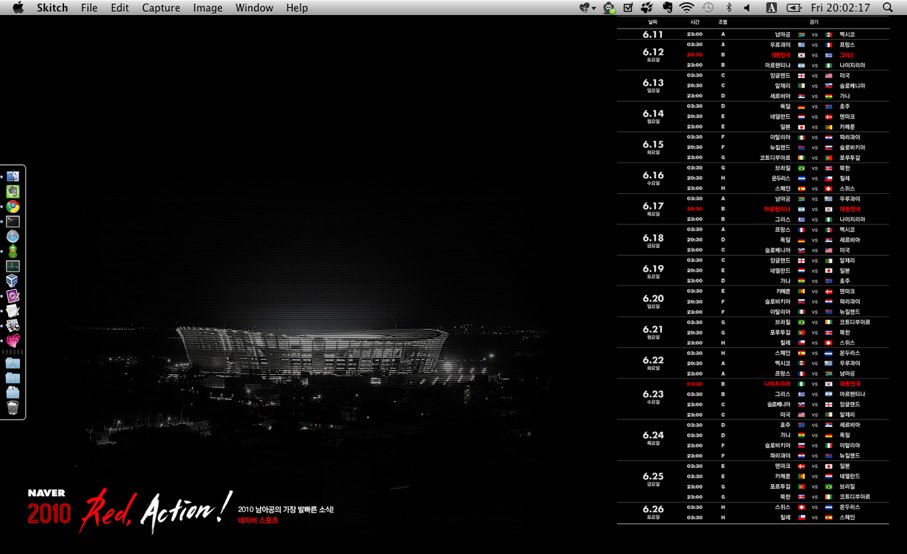 Skitch File Edit Capture Image Window Help A Fri 20:02:17
날짜 시간 조별 경기
6.11 23:00 A 남아공 VS 멕시코
03:30 A 우루과이 VS 프랑스
6.12 토요일 20:30 B 대한민국 VS 그리스
23:00 B 아르헨티나 VS 나이지리아
03:30 C 잉글랜드 VS 미국
6.13 일요일 20:30 C 알제리 VS 슬로베니아
23:00 D 세르비아 VS 가나
03:30 D 독일 VS 호주
6.14 월요일 20:30 E 네덜란드 VS 덴마크
23:00 E 일본 VS 카메룬
03:30 F 이탈리아 VS 파라과이
6.15 화요일 20:30 F 뉴질랜드 VS 슬로바키아
23:00 G 코트디부아르 VS 포루투갈
03:30 G 브라질 VS 북한
6.16 수요일 20:30 H 온두라스 VS 칠레
23:00 H 스페인 VS 스위스
03:30 A 남아공 VS 우루과이
6.17 목요일 20:30 B 아르헨티나 VS 대한민국
23:00 B 그리스 VS 나이지리아
03:30 A 프랑스 VS 멕시코
6.18 금요일 20:30 D 독일 VS 세르비아
23:00 C 슬로베니아 VS 미국
03:30 C 잉글랜드 VS 알제리
6.19 토요일 20:30 E 네덜란드 VS 일본
23:00 D 가나 VS 호주
03:30 E 카메룬 VS 덴마크
6.20 일요일 20:30 F 슬로바키아 VS 파라과이
23:00 F 이탈리아 VS 뉴질랜드
03:30 G 브라질 VS 코트디부아르
6.21 월요일 20:30 G 포루투갈 VS 북한
23:00 H 칠레 VS 스위스
03:30 H 스페인 VS 온두라스
6.22 화요일 23:00 A 멕시코 VS 우루과이
23:00 A 프랑스 VS 남아공
03:30 B 나이지리아 VS 대한민국
6.23 수요일 03:30 B 그리스 VS 아르헨티나
23:00 C 슬로베니아 VS 잉글랜드
23:00 C 미국 VS 알제리
03:30 D 호주 VS 세르비아
6.24 목요일 03:30 D 가나 VS 독일
23:00 F 슬로바키아 VS 이탈리아
23:00 F 파라과이 VS 뉴질랜드
03:30 E 덴마크 VS 일본
6.25 금요일 03:30 E 카메룬 VS 네덜란드
23:00 G 포르투갈 VS 브라질
23:00 G 북한 VS 코트디부아르
6.26 토요일 03:30 H 스위스 VS 온두라스
03:30 H 칠레 VS 스페인
NAVER
2010 Red, Action!
2010 남아공의 가장 발빠른 소식!
네이버 스포츠